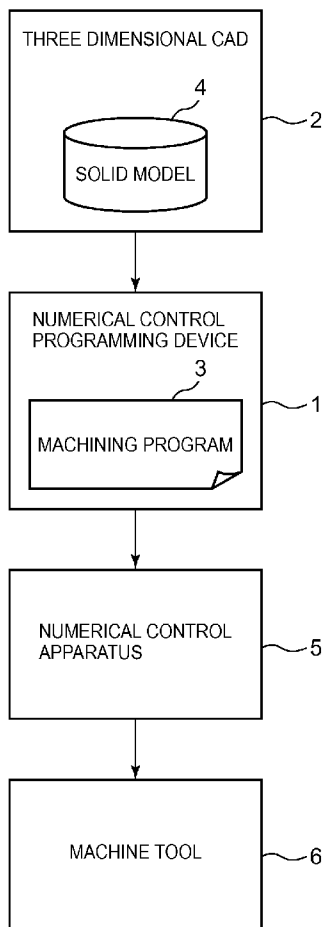 THREE DIMENSIONAL CAD
4
2
SOLID MODEL
NUMERICAL CONTROL
PROGRAMMING DEVICE
3
1
MACHINING PROGRAM
NUMERICAL CONTROL
APPARATUS
5
MACHINE TOOL
6